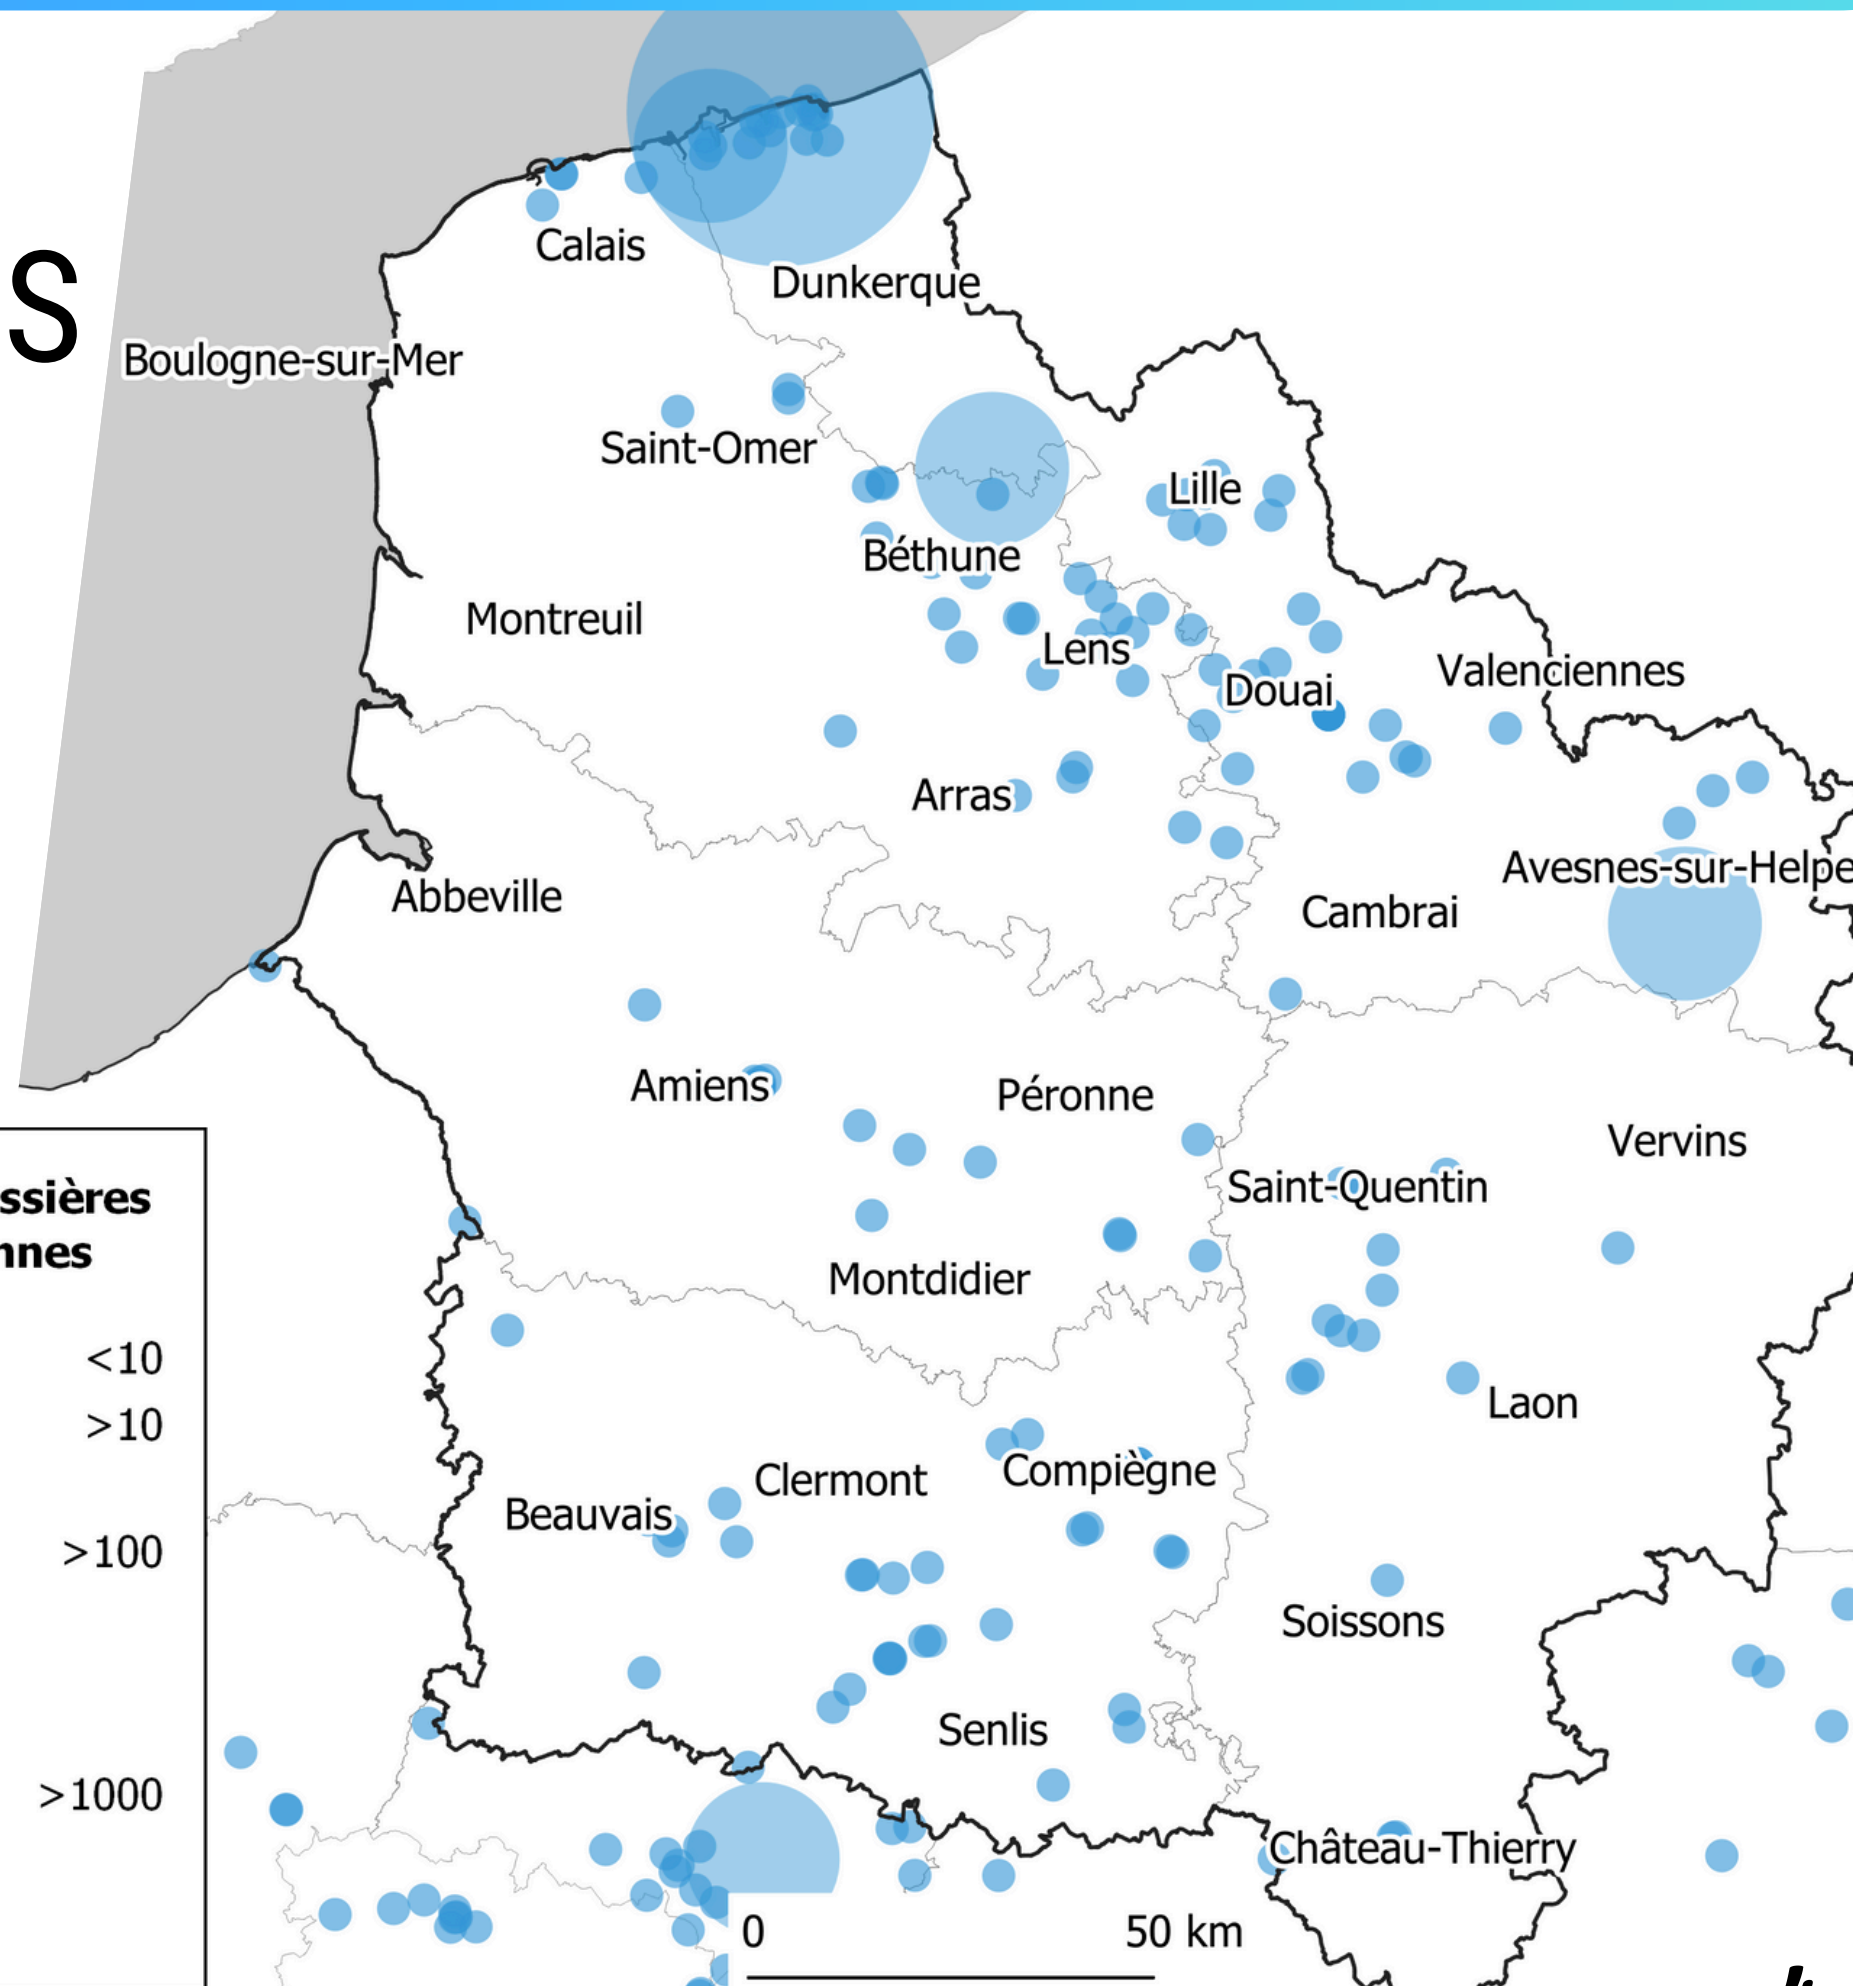 S
Calais
Dunkerque
Boulogne-sur-Mer
Saint-Omer
Lille
Béthune
Montreuil
Lens
Valenciennes
Douai
Arras
Avesnes-sur-Helpe
Abbeville
Cambrai
Amiens
Péronne
Vervins
Saint-Quentin
ssières
nnes
Montdidier
<10
>10
Laon
Compiègne
Clermont
Beauvais
>100
Soissons
Senlis
>1000
Château-Thierry
0
50 km